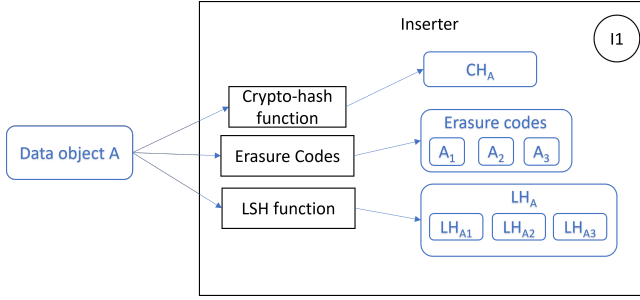 Inserter
I1
CH_A
Crypto-hash
function
Erasure codes
Data object A
Erasure Codes
A_1 A_2 A_3
LSH function
LH_A
LH_A1 LH_A2 LH_A3